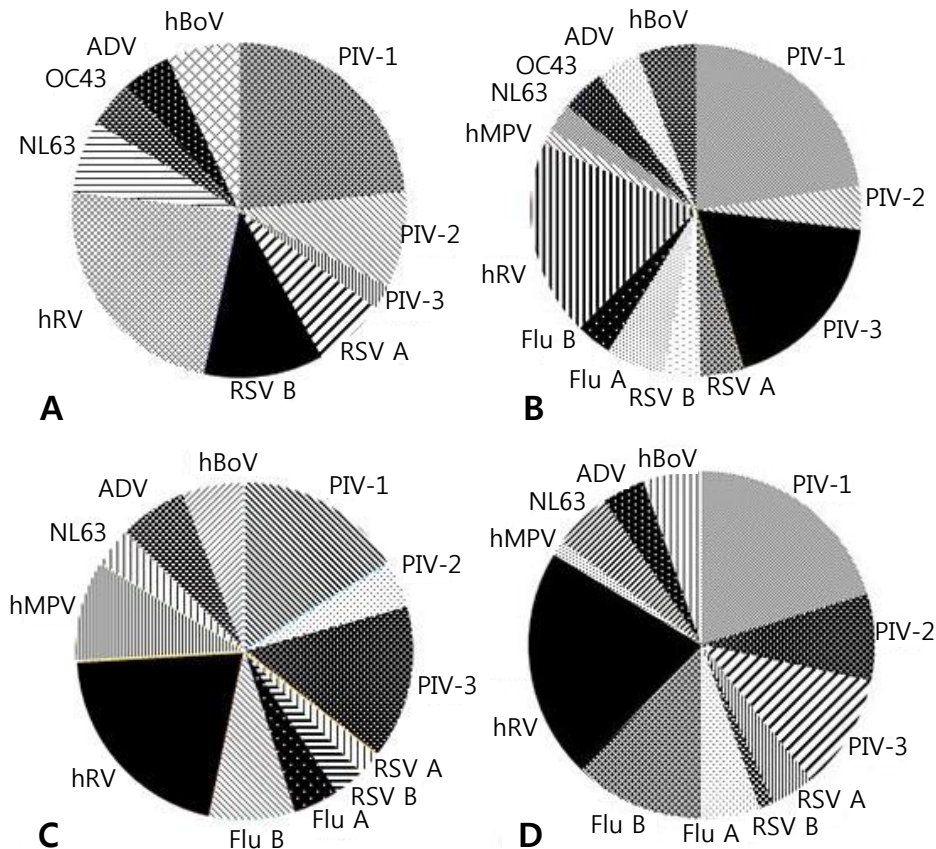 hBoV
ADV
PIV-1
OC43
NL63
PIV-2
PIV-3
hRV
RSV A
RSV B
A
hBoV
ADV
PIV-1
OC43
NL63
hMPV
PIV-2
hRV
PIV-3
Flu B
Flu A
RSV B
RSV A
B
hBoV
ADV
PIV-1
NL63
PIV-2
hMPV
PIV-3
hRV
RSV A
RSV B
Flu A
Flu B
C
hBoV
ADV
PIV-1
NL63
hMPV
PIV-2
hRV
PIV-3
RSV A
RSV B
Flu A
Flu B
D